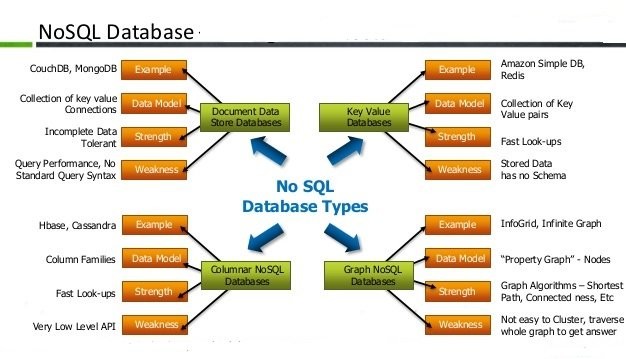 NoSQL Database
CouchDB, MongoDB
Example
Collection of key value
Connections
Data Model
Incomplete Data
Tolerant
Strength
Query Performance, No
Standard Query Syntax
Weakness
Document Data
Store Databases
Key Value
Databases
Example
Amazon Simple DB,
Redis
Data Model
Collection of Key
Value pairs
Strength
Fast Look-ups
Weakness
Stored Data
has no Schema
No SQL
Database Types
Hbase, Cassandra
Example
Column Families
Data Model
Fast Look-ups
Strength
Very Low Level API
Weakness
Columnar NoSQL
Databases
Graph NoSQL
Databases
Example
InfoGrid, Infinite Graph
Data Model
“Property Graph” - Nodes
Strength
Graph Algorithms – Shortest
Path, Connected ness, Etc
Weakness
Not easy to Cluster, traverse
whole graph to get answer